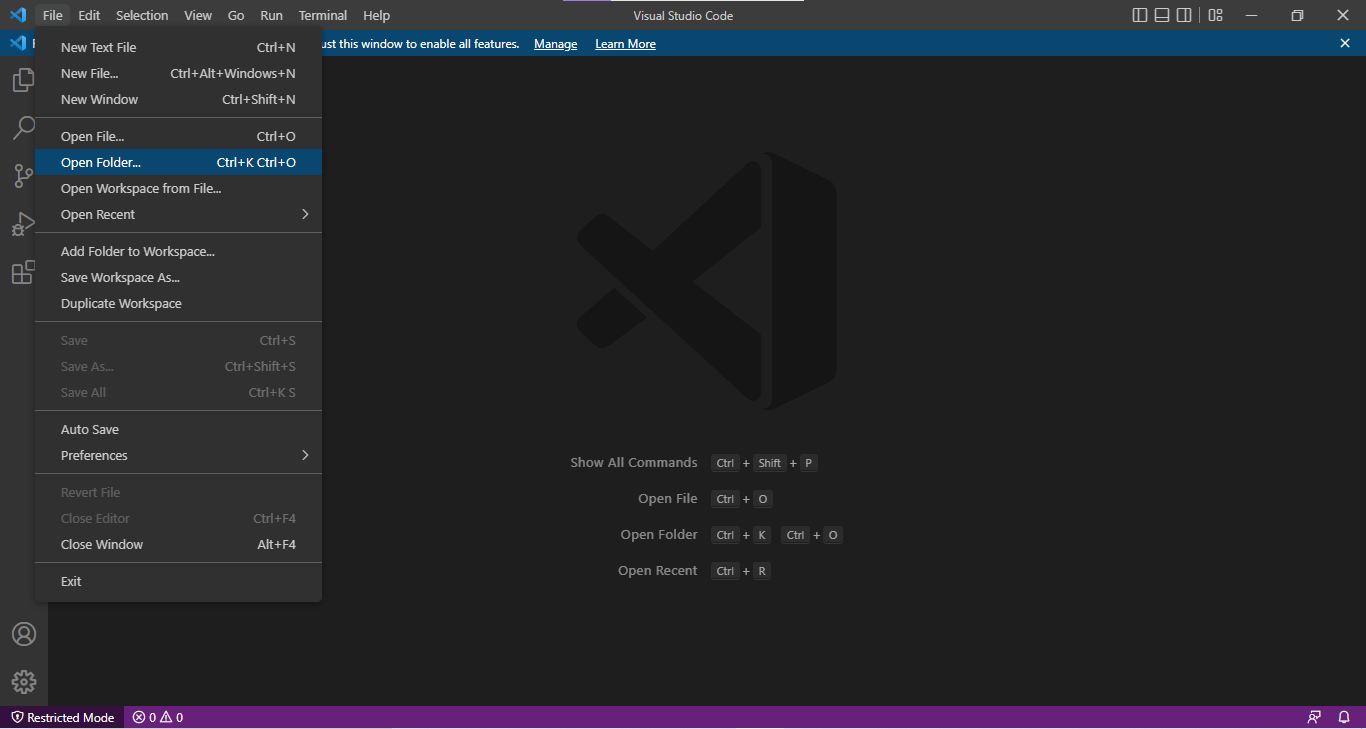 File Edit Selection View Go Run Terminal Help Visual Studio Code
ust this window to enable all features. Manage Learn More
New Text File Ctrl+N
New File... Ctrl+Alt+Windows+N
New Window Ctrl+Shift+N
Open File... Ctrl+O
Open Folder... Ctrl+K Ctrl+O
Open Workspace from File...
Open Recent
Add Folder to Workspace...
Save Workspace As...
Duplicate Workspace
Save Ctrl+S
Save As... Ctrl+Shift+S
Save All Ctrl+K S
Auto Save
Preferences
Revert File
Close Editor Ctrl+F4
Close Window Alt+F4
Exit
Show All Commands Ctrl + Shift + P
Open File Ctrl + O
Open Folder Ctrl + K Ctrl + O
Open Recent Ctrl + R
Restricted Mode 0 0